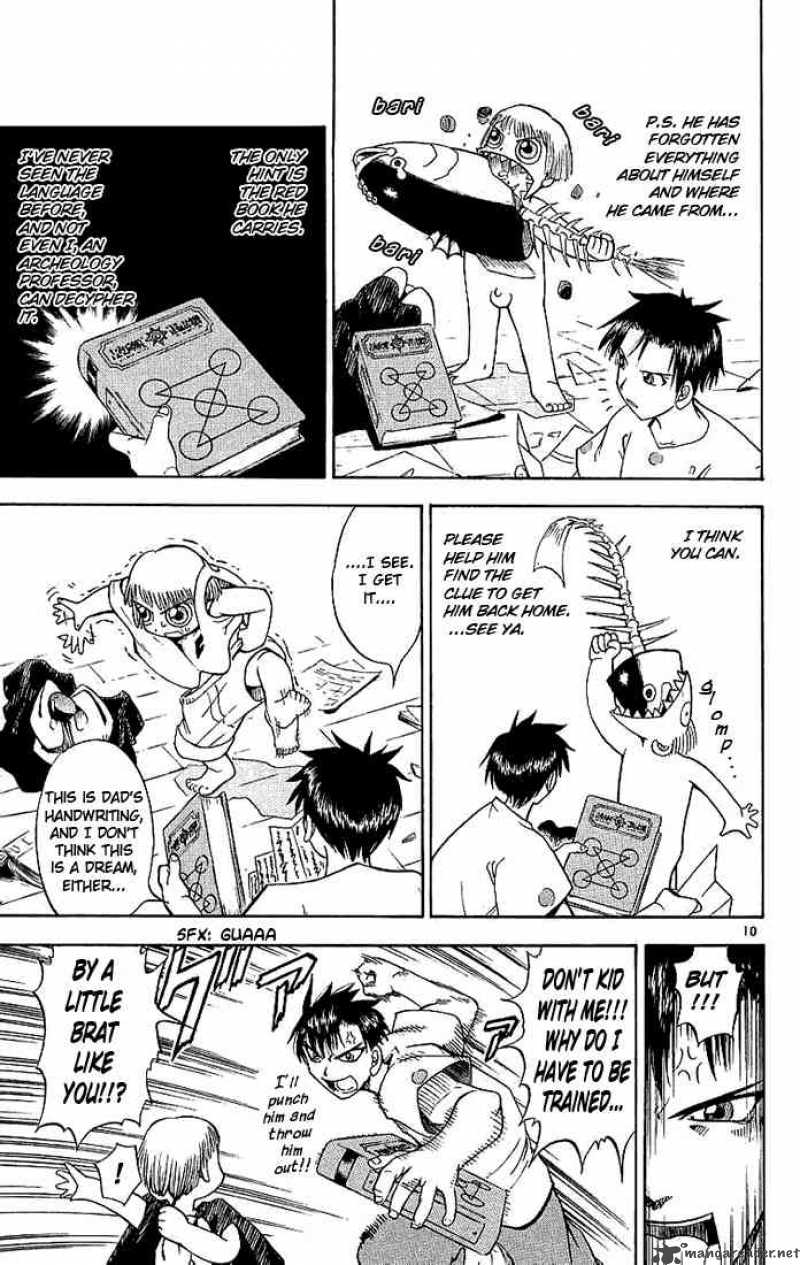 P.S. HE HAS
FORGOTTEN
EVERYTHING
ABOUT HIMSELF
AND WHERE
HE CAME FROM...
bari
bari
bari
THE ONLY
HINT IS
THE RED
BOOK HE
CARRIES.
I'VE NEVER
SEEN THE
LANGUAGE
BEFORE,
AND NOT
EVEN I, AN
ARCHEOLOGY
PROFESSOR,
CAN DECYPHER
IT.
I THINK
YOU CAN.
PLEASE
HELP HIM
FIND THE
CLUE TO GET
HIM BACK HOME.
...SEE YA.
glomp...
....I SEE.
I GET
IT....
THIS IS DAD'S
HANDWRITING,
AND I DON'T
THINK THIS
IS A DREAM,
EITHER...
10
SFX: GUAAA
BUT
!!!
DON'T KID
WITH ME!!!
WHY DO I
HAVE TO BE
TRAINED...
グアア
I'll
punch
him and
throw
him
out!!
BY A
LITTLE
BRAT
LIKE
YOU!!?
!
mangareader.net